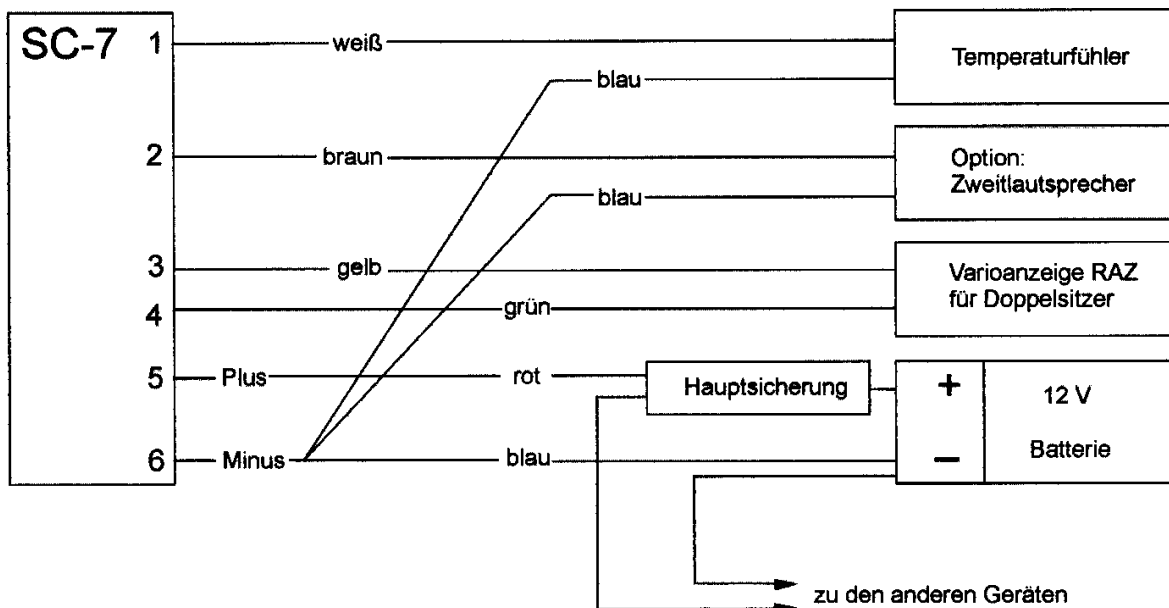 SC-7
1 weiß
blau
Temperaturfühler
2 braun
blau
Option:
Zweitlautsprecher
3 gelb
4 grün
Varioanzeige RAZ
für Doppelsitzer
5 Plus rot
Hauptsicherung
+
12 V
6 Minus blau
–
Batterie
zu den anderen Geräten